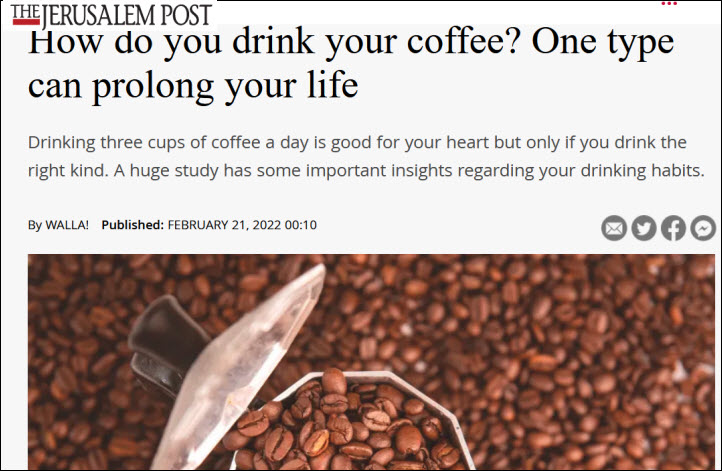 THE JERUSALEM POST
How do you drink your coffee? One type
can prolong your life
Drinking three cups of coffee a day is good for your heart but only if you drink the
right kind. A huge study has some important insights regarding your drinking habits.
By WALLA! Published: FEBRUARY 21, 2022 00:10